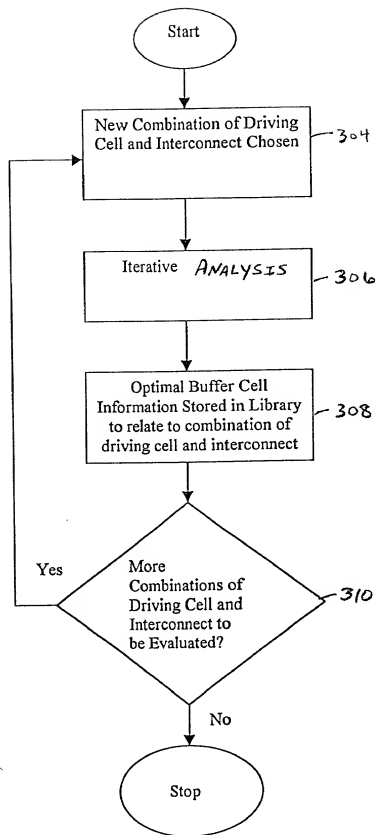 Start
New Combination of Driving
Cell and Interconnect Chosen
304
Iterative ANALYSIS
306
Optimal Buffer Cell
Information Stored in Library
to relate to combination of
driving cell and interconnect
308
Yes
More
Combinations of
Driving Cell and
Interconnect to
be Evaluated?
310
No
Stop